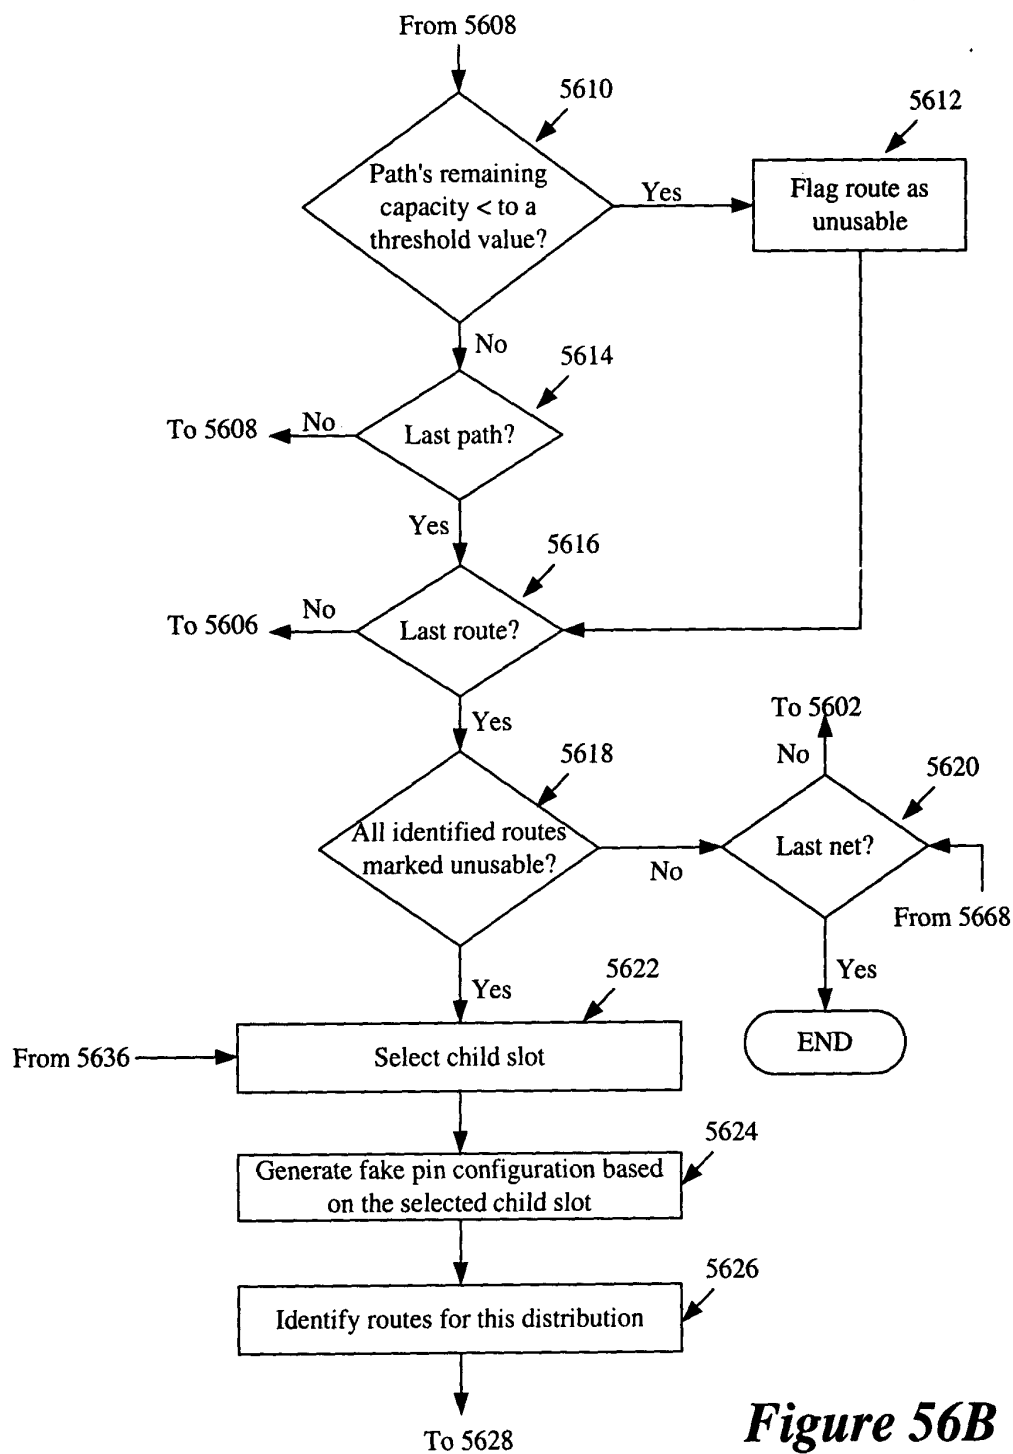 From 5608
5610
5612
Path's remaining
capacity < to a
threshold value?
Yes
Flag route as
unusable
No
5614
To 5608
No
Last path?
Yes
5616
To 5606
No
Last route?
Yes
To 5602
No
5618
5620
All identified routes
marked unusable?
No
Last net?
From 5668
Yes
Yes
5622
END
From 5636
Select child slot
5624
Generate fake pin configuration based
on the selected child slot
5626
Identify routes for this distribution
To 5628
Figure 56B